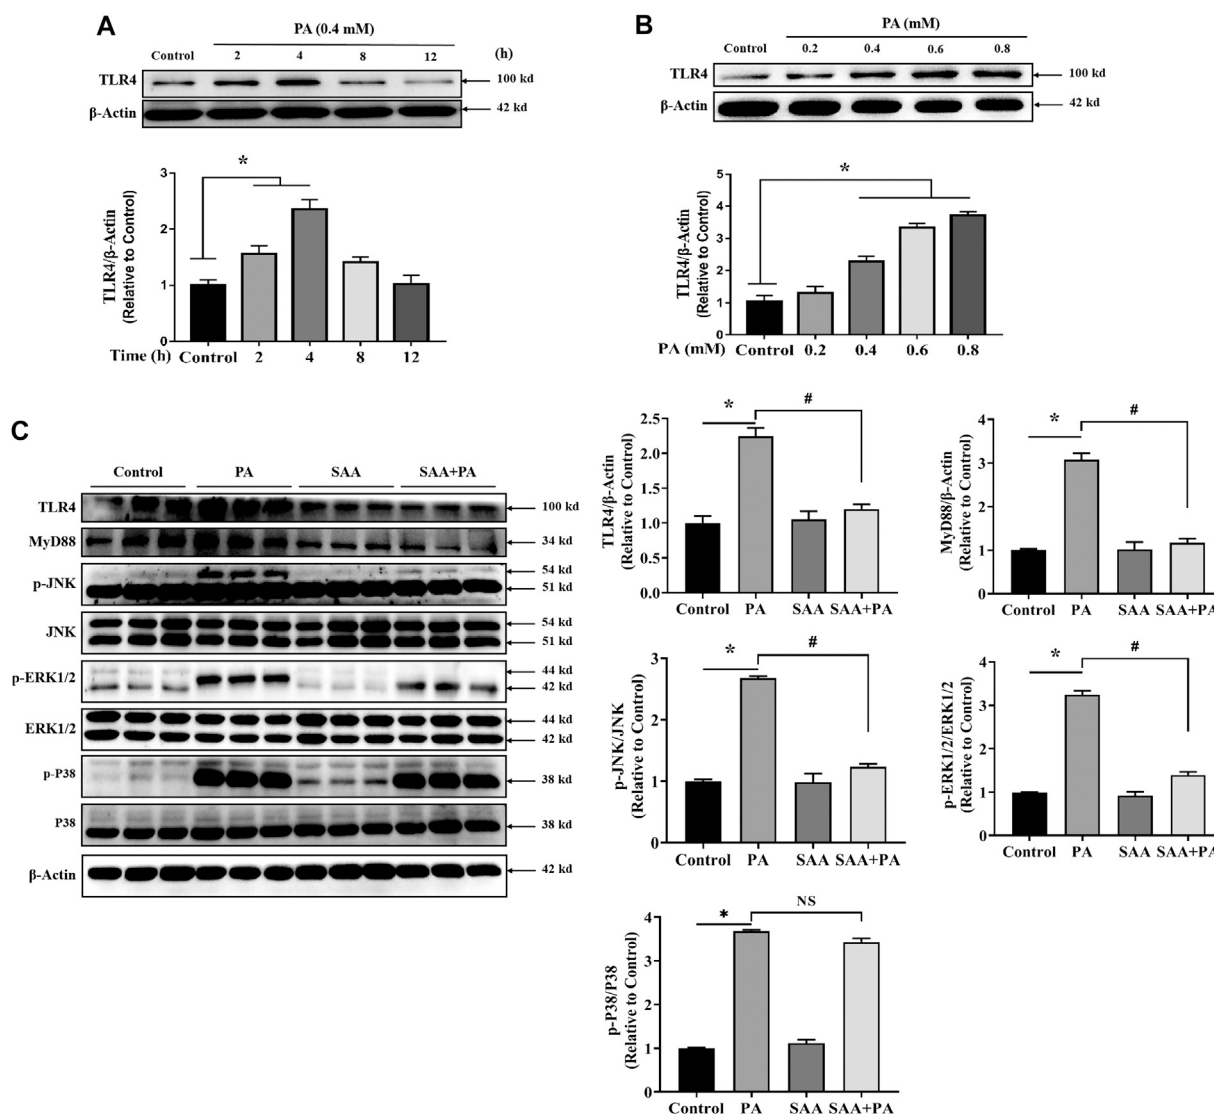 A
PA (0.4 mM)
Control 2 4 8 12 (h)
TLR4 100 kd
β-Actin 42 kd
TLR4/β-Actin
(Relative to Control)
3
2
1
0
*
Time (h) Control 2 4 8 12
B
PA (mM)
Control 0.2 0.4 0.6 0.8
TLR4 100 kd
β-Actin 42 kd
TLR4/β-Actin
(Relative to Control)
5
4
3
2
1
0
*
PA (mM) Control 0.2 0.4 0.6 0.8
C
Control PA SAA SAA+PA
TLR4 100 kd
MyD88 34 kd
p-JNK 54 kd
51 kd
JNK 54 kd
51 kd
p-ERK1/2 44 kd
42 kd
ERK1/2 44 kd
42 kd
p-P38 38 kd
P38 38 kd
β-Actin 42 kd
TLR4/β-Actin
(Relative to Control)
2.5
2.0
1.5
1.0
0.5
0.0
* #
Control PA SAA SAA+PA
MyD88/β-Actin
(Relative to Control)
4
3
2
1
0
* #
Control PA SAA SAA+PA
p-JNK/JNK
(Relative to Control)
3
2
1
0
* #
Control PA SAA SAA+PA
p-ERK1/2/ERK1/2
(Relative to Control)
4
3
2
1
0
* #
Control PA SAA SAA+PA
p-P38/P38
(Relative to Control)
4
3
2
1
0
* NS
Control PA SAA SAA+PA